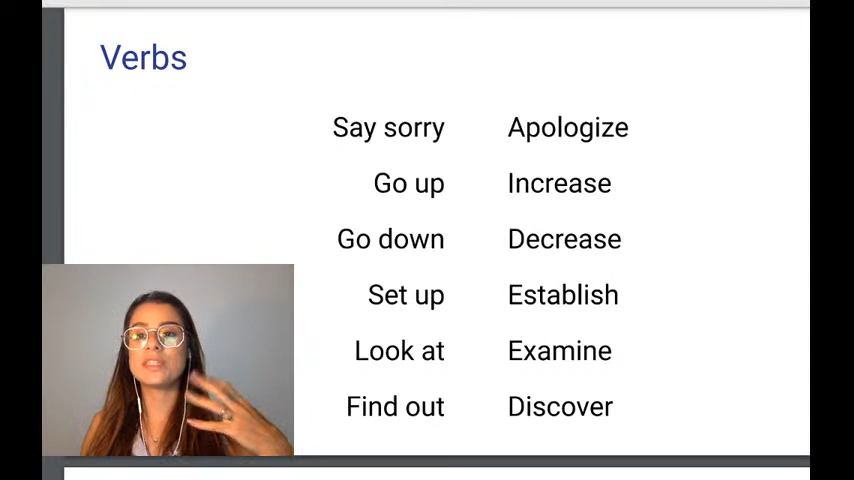 Verbs
Say sorry Apologize
Go up Increase
Go down Decrease
Set up Establish
Look at Examine
Find out Discover